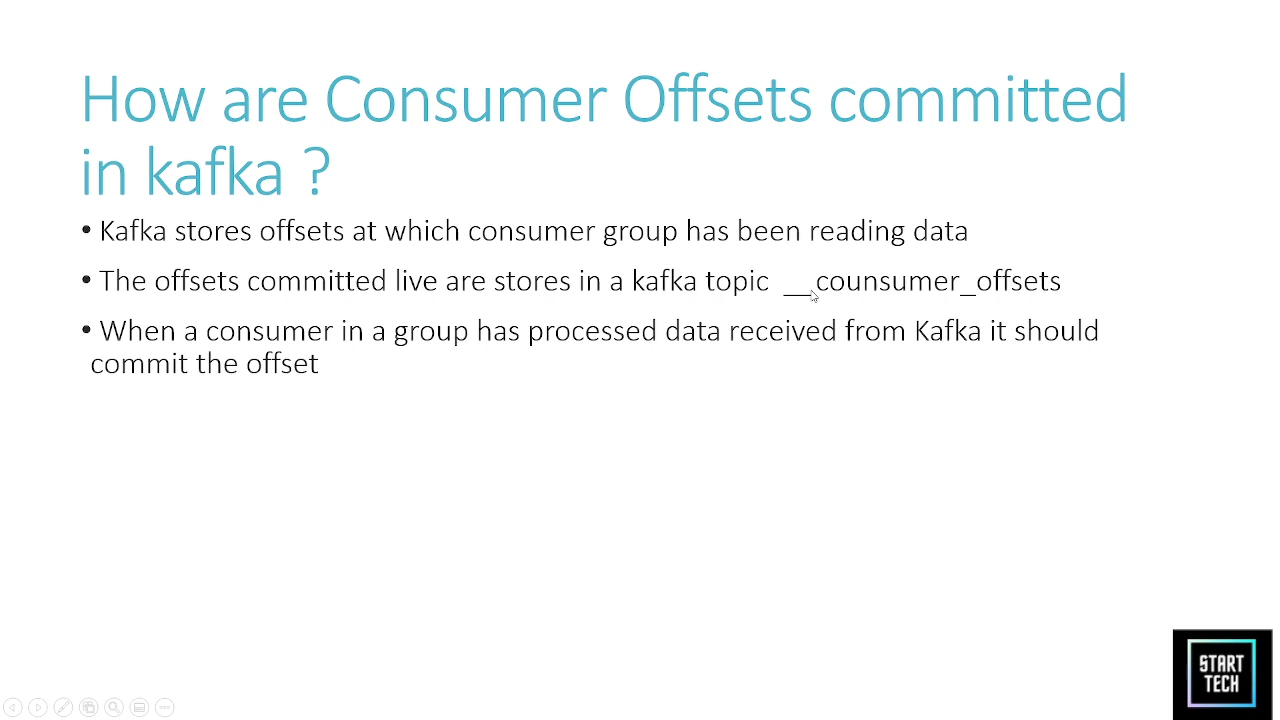 How are Consumer Offsets committed
in kafka ?
• Kafka stores offsets at which consumer group has been reading data
• The offsets committed live are stores in a kafka topic __counsumer_offsets
• When a consumer in a group has processed data received from Kafka it should
commit the offset
START
TECH